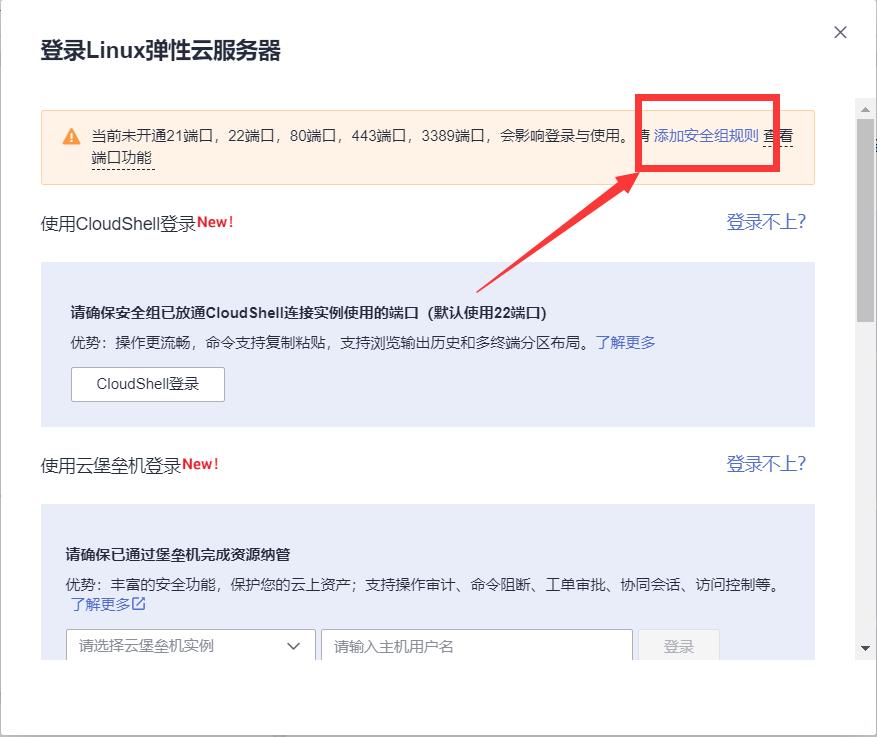 登录Linux弹性云服务器
当前未开通21端口，22端口，80端口，443端口，3389端口，会影响登录与使用。 添加安全组规则 查看
端口功能
使用CloudShell登录New!
登录不上?
请确保安全组已放通CloudShell连接实例使用的端口（默认使用22端口)
优势：操作更流畅，命令支持复制粘贴，支持浏览输出历史和多终端分区布局。了解更多
CloudShell登录
使用云堡垒机登录New!
登录不上?
请确保已通过堡垒机完成资源纳管
优势：丰富的安全功能，保护您的云上资产；支持操作审计、命令阻断、工单审批、协同会话、访问控制等。
了解更多
请选择云堡垒机实例
请输入主机用户名
登录